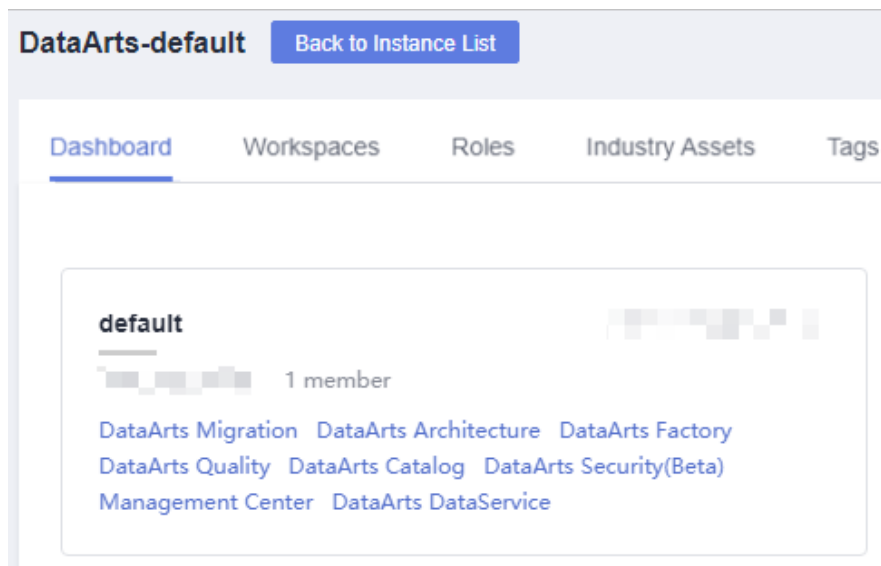 DataArts-default Back to Instance List
Dashboard Workspaces Roles Industry Assets Tags
default
1 member
DataArts Migration DataArts Architecture DataArts Factory
DataArts Quality DataArts Catalog DataArts Security(Beta)
Management Center DataArts DataService